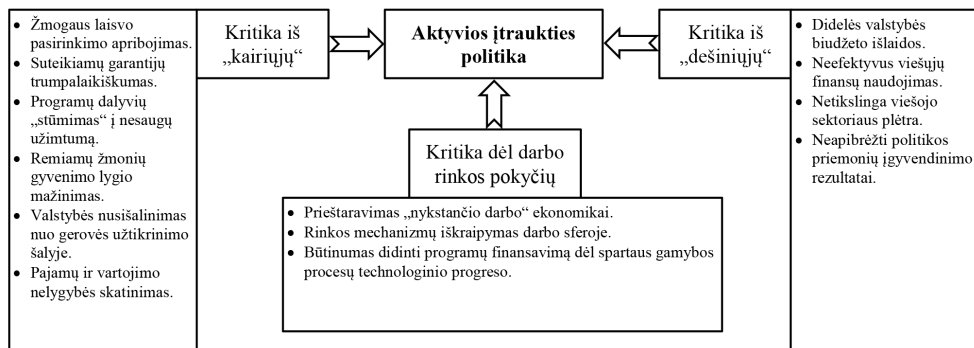 • Žmogaus laisvo
pasirinkimo apribojimas.
• Suteikiamų garantijų
trumpalaikiškumas.
• Programų dalyvių
„stūmimas“ į nesaugų
užimtumą.
• Remiamų žmonių
gyvenimo lygio
mažinimas.
• Valstybės nusišalinimas
nuo gerovės užtikrinimo
šalyje.
• Pajamų ir vartojimo
nelygybės skatinimas.
Kritika iš
„kairiųjų“
Aktyvios įtraukties
politika
Kritika iš
„dešiniųjų“
• Didelės valstybės
biudžeto išlaidos.
• Neefektyvus viešųjų
finansų naudojimas.
• Netikslinga viešojo
sektoriaus plėtra.
• Neapibrėžti politikos
priemonių įgyvendinimo
rezultatai.
Kritika dėl darbo
rinkos pokyčių
• Prieštaravimas „nykstančio darbo“ ekonomikai.
• Rinkos mechanizmų iškraipymas darbo sferoje.
• Būtinumas didinti programų finansavimą dėl spartaus gamybos
procesų technologinio progreso.